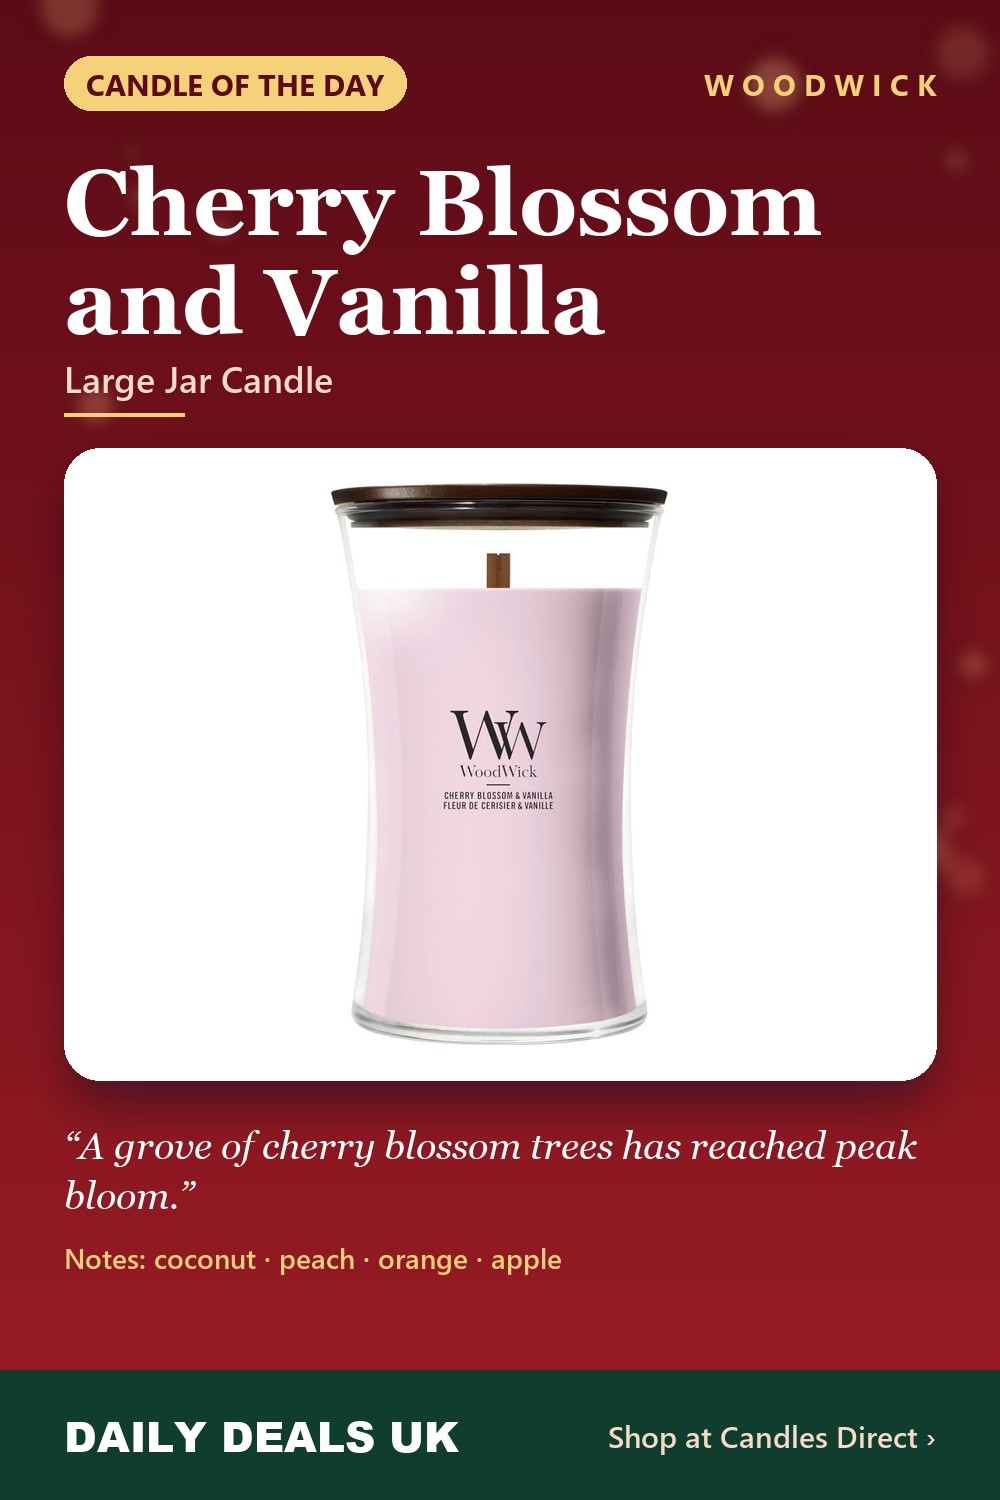 CANDLE OF THE DAY
WOODWICK
Cherry Blossom
and Vanilla
Large Jar Candle
WW
WoodWick
CHERRY BLOSSOM & VANILLA
FLEUR DE CERISIER & VANILLE
“A grove of cherry blossom trees has reached peak
bloom.”
Notes: coconut · peach · orange · apple
DAILY DEALS UK
Shop at Candles Direct ›